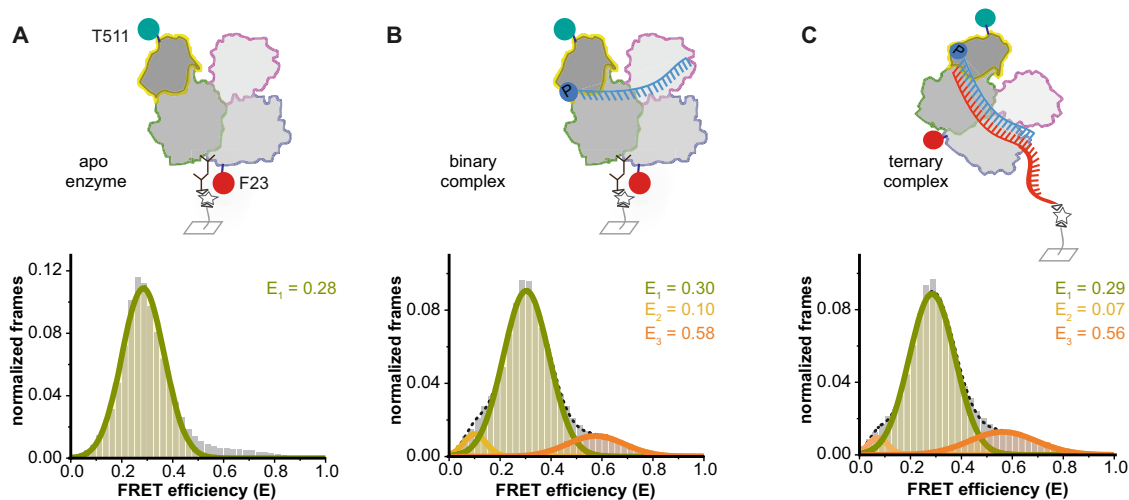 A
T511
apo
enzyme
F23
B
P
binary
complex
C
P
ternary
complex
normalized frames
0.12
0.08
0.04
0.00
E1 = 0.28
0.0 0.2 0.4 0.6 0.8 1.0
FRET efficiency (E)
normalized frames
0.08
0.04
0.00
E1 = 0.30
E2 = 0.10
E3 = 0.58
0.0 0.2 0.4 0.6 0.8 1.0
FRET efficiency (E)
normalized frames
0.08
0.04
0.00
E1 = 0.29
E2 = 0.07
E3 = 0.56
0.0 0.2 0.4 0.6 0.8 1.0
FRET efficiency (E)